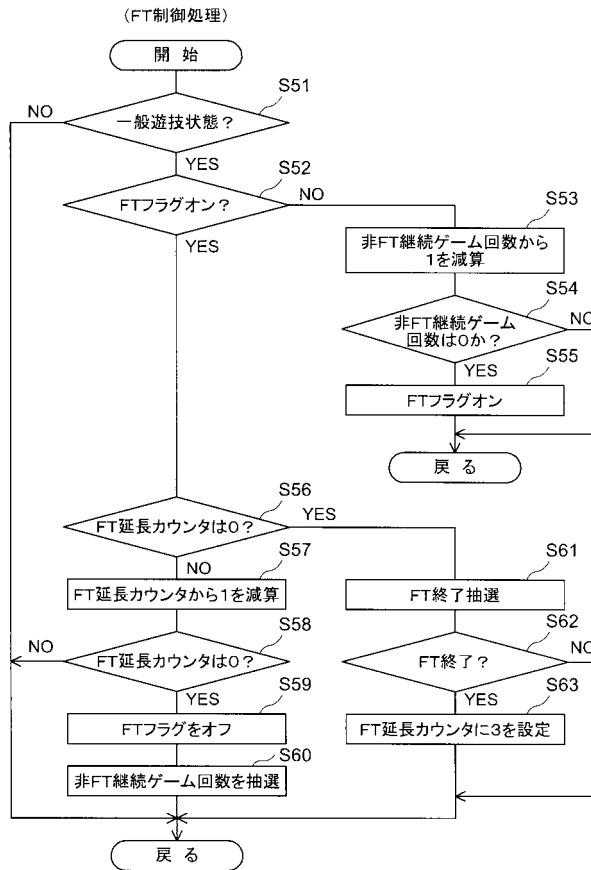 (FT制御処理)
開 始
S51
NO
一般遊技状態?
YES
S52
FTフラグオン?
NO
YES
S53
非FT継続ゲーム回数から
1を減算
S54
非FT継続ゲーム
回数は0か?
NO
YES
S55
FTフラグオン
戻 る
S56
FT延長カウンタは0?
YES
NO
S57
FT延長カウンタから1を減算
S58
NO
FT延長カウンタは0?
YES
S59
FTフラグをオフ
S60
非FT継続ゲーム回数を抽選
S61
FT終了抽選
S62
FT終了?
NO
YES
S63
FT延長カウンタに3を設定
戻 る